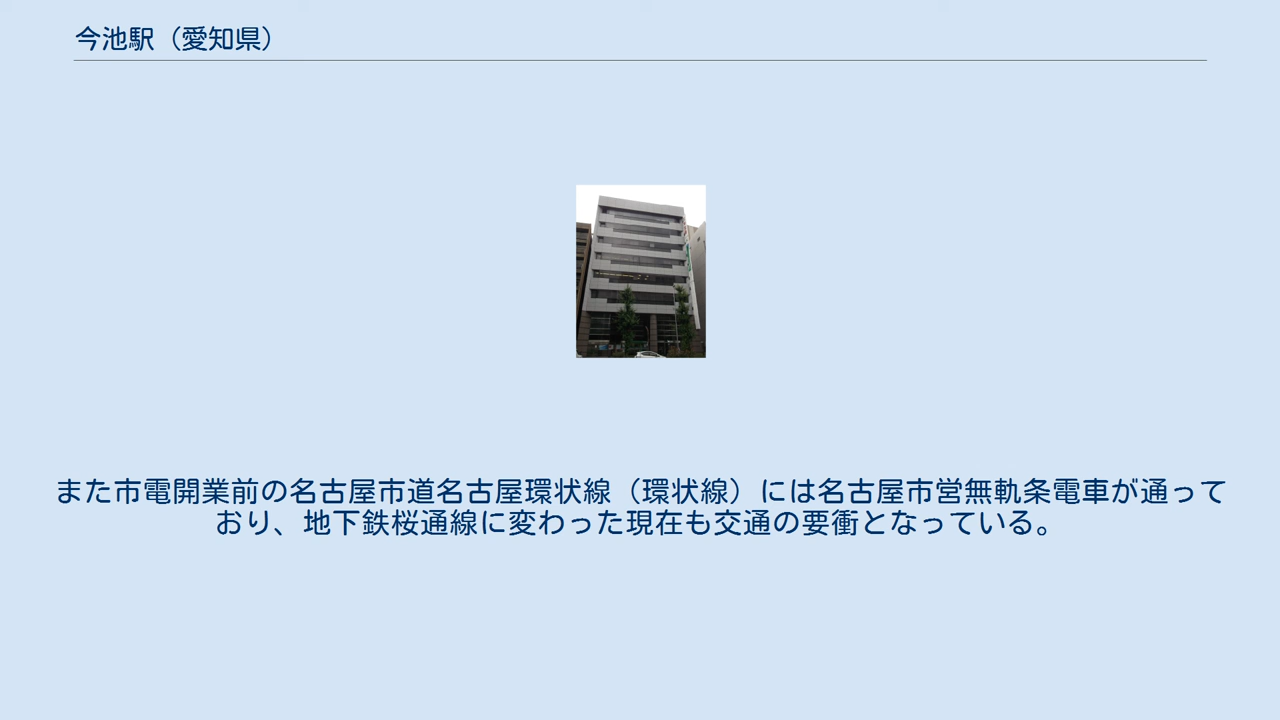 今池駅（愛知県）
また市電開業前の名古屋市道名古屋環状線（環状線）には名古屋市営無軌条電車が通って
おり、地下鉄桜通線に変わった現在も交通の要衝となっている。